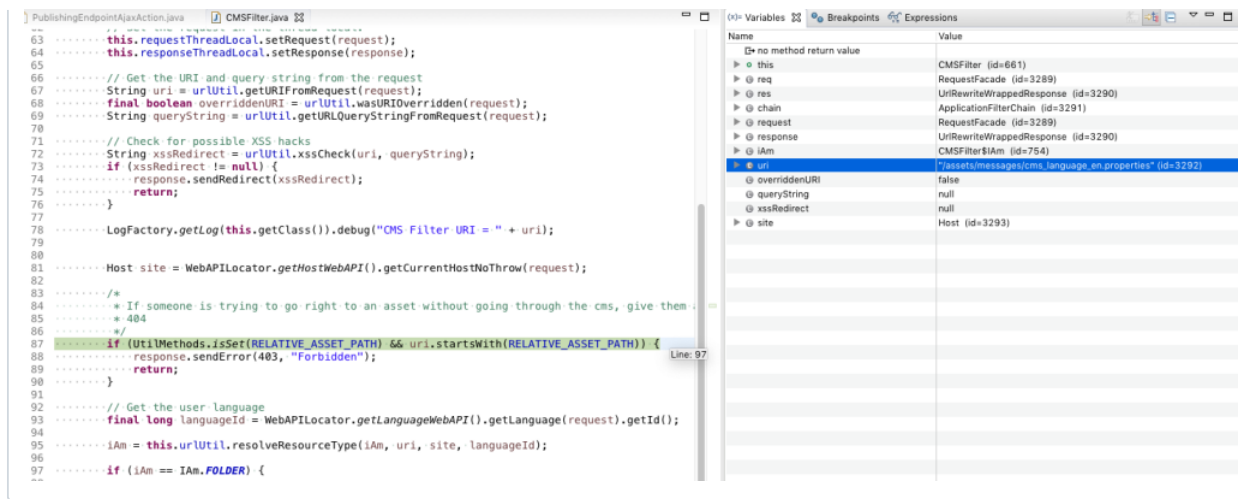 PublishingEndpointAjaxAction.java
CMSFilter.java
63 this.requestThreadLocal.setRequest(request);
64 this.responseThreadLocal.setResponse(response);
65
66 // Get the URI and query string from the request
67 String uri = urlUtil.getURIFromRequest(request);
68 final boolean overriddenURI = urlUtil.wasURIOverridden(request);
69 String queryString = urlUtil.getURLQueryStringFromRequest(request);
70
71 // Check for possible XSS hacks
72 String xssRedirect = urlUtil.xssCheck(uri, queryString);
73 if (xssRedirect != null) {
74 response.sendRedirect(xssRedirect);
75 return;
76 }
77
78 LogFactory.getLog(this.getClass()).debug("CMS Filter URI = " + uri);
79
80
81 Host site = WebAPILocator.getHostWebAPI().getCurrentHostNoThrow(request);
82
83 /*
84 * If someone is trying to go right to an asset without going through the cms, give them
85 * 404
86 */
87 if (UtilMethods.isSet(RELATIVE_ASSET_PATH) && uri.startsWith(RELATIVE_ASSET_PATH)) {
88 response.sendError(403, "Forbidden");
89 return;
90 }
91
92 // Get the user language
93 final long languageId = WebAPILocator.getLanguageWebAPI().getLanguage(request).getId();
94
95 iAm = this.urlUtil.resolveResourceType(iAm, uri, site, languageId);
96
97 if (iAm == IAm.FOLDER) {
Line: 97
(x)= Variables
Breakpoints
Expressions
Name Value
no method return value
this CMSFilter (id=661)
req RequestFacade (id=3289)
res UrlRewriteWrappedResponse (id=3290)
chain ApplicationFilterChain (id=3291)
request RequestFacade (id=3289)
response UrlRewriteWrappedResponse (id=3290)
iAm CMSFilter$IAm (id=754)
uri "/assets/messages/cms_language_en.properties" (id=3292)
overriddenURI false
queryString null
xssRedirect null
site Host (id=3293)